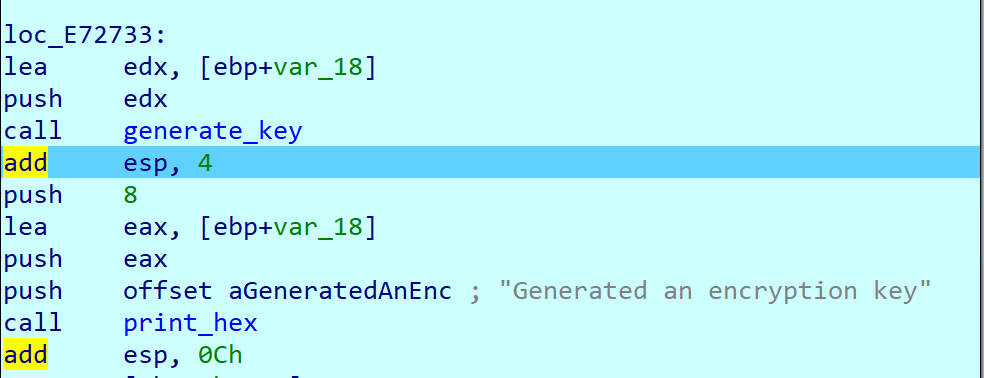 loc_E72733:
lea edx, [ebp+var_18]
push edx
call generate_key
add esp, 4
push 8
lea eax, [ebp+var_18]
push eax
push offset aGeneratedAnEnc ; "Generated an encryption key"
call print_hex
add esp, 0Ch